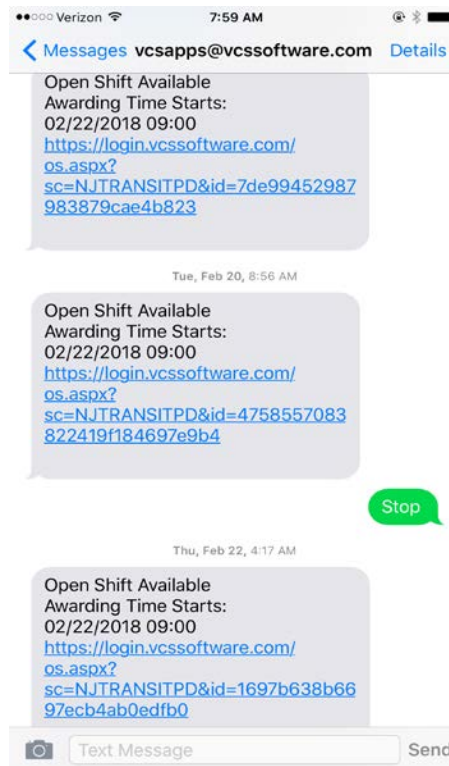 Verizon 7:59 AM
Messages vcsapps@vcssoftware.com Details
Open Shift Available
Awarding Time Starts:
02/22/2018 09:00
https://login.vcssoftware.com/
os.aspx?
sc=NJTRANSITPD&id=7de99452987
983879cae4b823
Tue, Feb 20, 8:56 AM
Open Shift Available
Awarding Time Starts:
02/22/2018 09:00
https://login.vcssoftware.com/
os.aspx?
sc=NJTRANSITPD&id=4758557083
822419f184697e9b4
Stop
Thu, Feb 22, 4:17 AM
Open Shift Available
Awarding Time Starts:
02/22/2018 09:00
https://login.vcssoftware.com/
os.aspx?
sc=NJTRANSITPD&id=1697b638b66
97ecb4ab0edfb0
Text Message Send